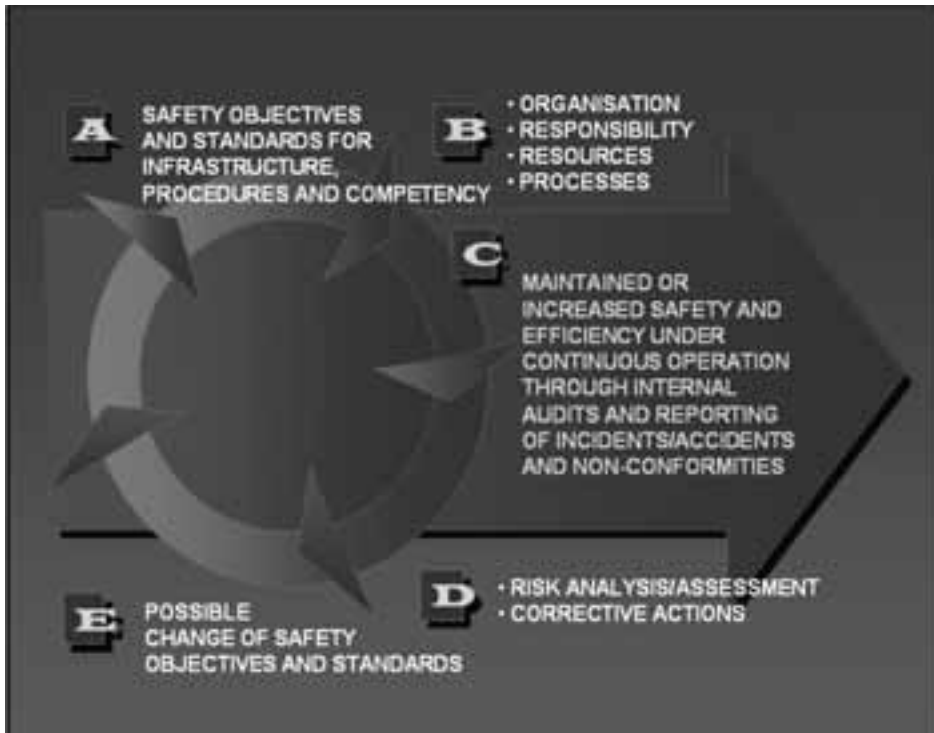 A
SAFETY OBJECTIVES
AND STANDARDS FOR
INFRASTRUCTURE,
PROCEDURES AND COMPETENCY
B
• ORGANISATION
• RESPONSIBILITY
• RESOURCES
• PROCESSES
C
MAINTAINED OR
INCREASED SAFETY AND
EFFICIENCY UNDER
CONTINUOUS OPERATION
THROUGH INTERNAL
AUDITS AND REPORTING
OF INCIDENTS/ACCIDENTS
AND NON-CONFORMITIES
D
• RISK ANALYSIS/ASSESSMENT
• CORRECTIVE ACTIONS
E
POSSIBLE
CHANGE OF SAFETY
OBJECTIVES AND STANDARDS